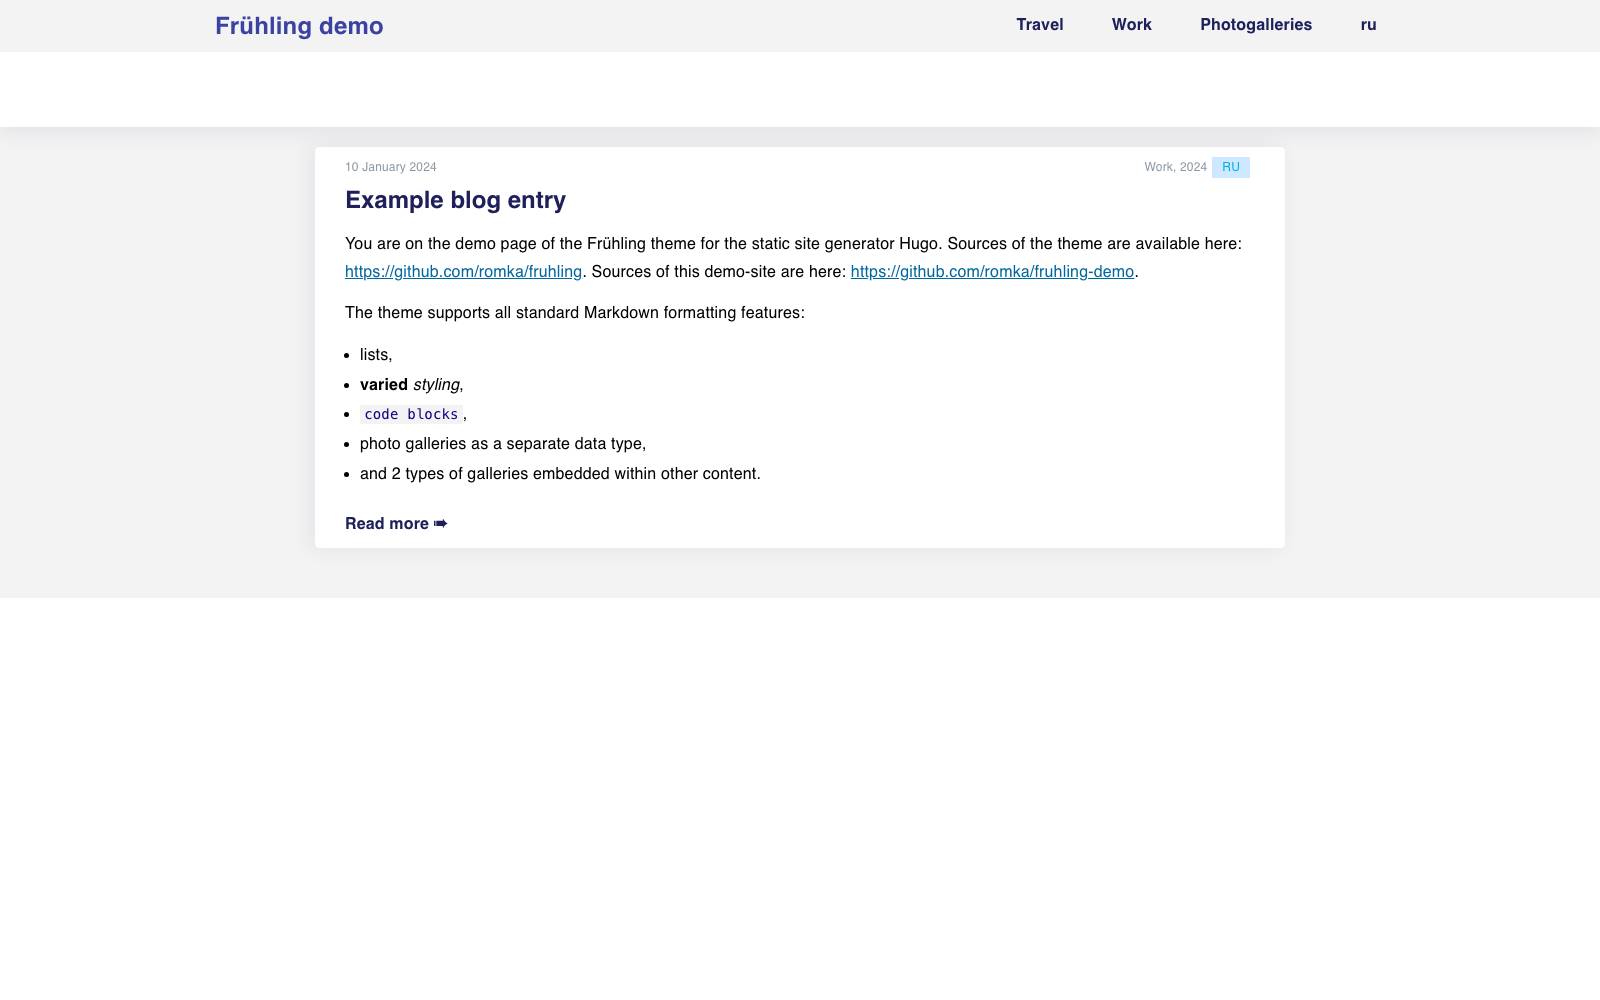 Frühling demo
Travel Work Photogalleries ru
10 January 2024 Work, 2024 RU
Example blog entry
You are on the demo page of the Frühling theme for the static site generator Hugo. Sources of the theme are available here:
https://github.com/romka/fruhling. Sources of this demo-site are here: https://github.com/romka/fruhling-demo.
The theme supports all standard Markdown formatting features:
• lists,
• varied styling,
• code blocks,
• photo galleries as a separate data type,
• and 2 types of galleries embedded within other content.
Read more ➠